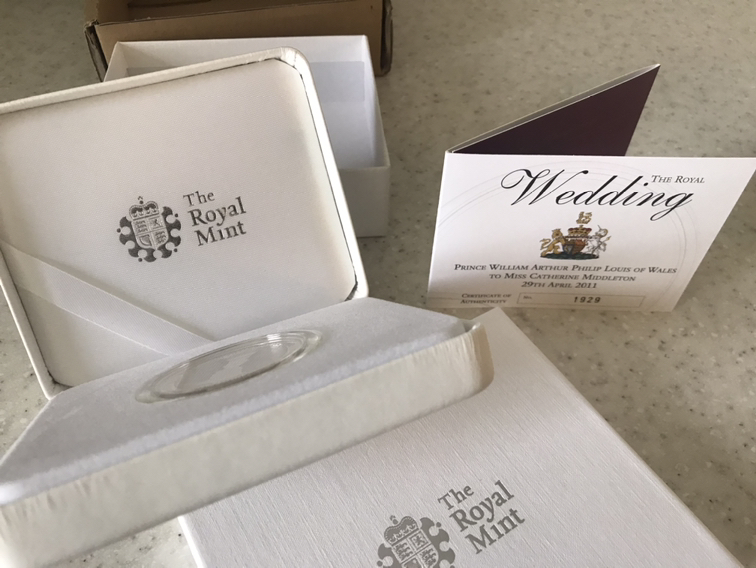 The
Royal
Mint
THE ROYAL
Wedding
PRINCE WILLIAM ARTHUR PHILIP LOUIS OF WALES
TO MISS CATHERINE MIDDLETON
29TH APRIL 2011
CERTIFICATE OF
AUTHENTICITY
No. 1929
The
Royal
Mint